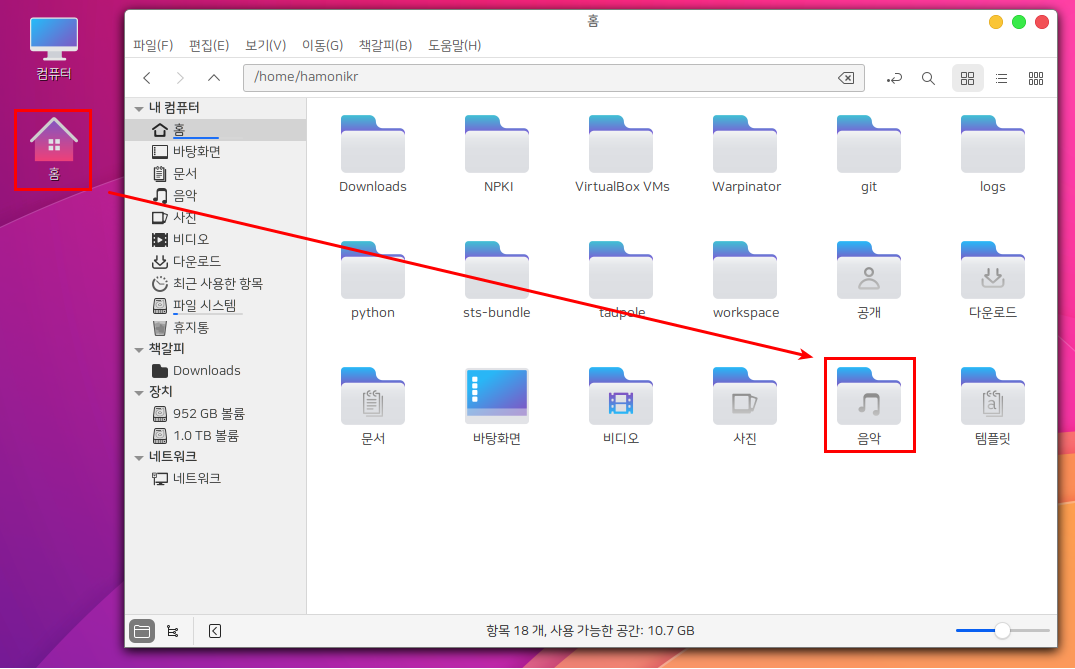 컴퓨터
홈
홈
파일(F) 편집(E) 보기(V) 이동(G) 책갈피(B) 도움말(H)
/home/hamonikr
내 컴퓨터
홈
바탕화면
문서
음악
사진
비디오
다운로드
최근 사용한 항목
파일 시스템
휴지통
책갈피
Downloads
장치
952 GB 볼륨
1.0 TB 볼륨
네트워크
네트워크
Downloads NPKI VirtualBox VMs Warpinator git logs
python sts-bundle tadpole workspace 공개 다운로드
문서 바탕화면 비디오 사진 음악 템플릿
항목 18 개, 사용 가능한 공간: 10.7 GB